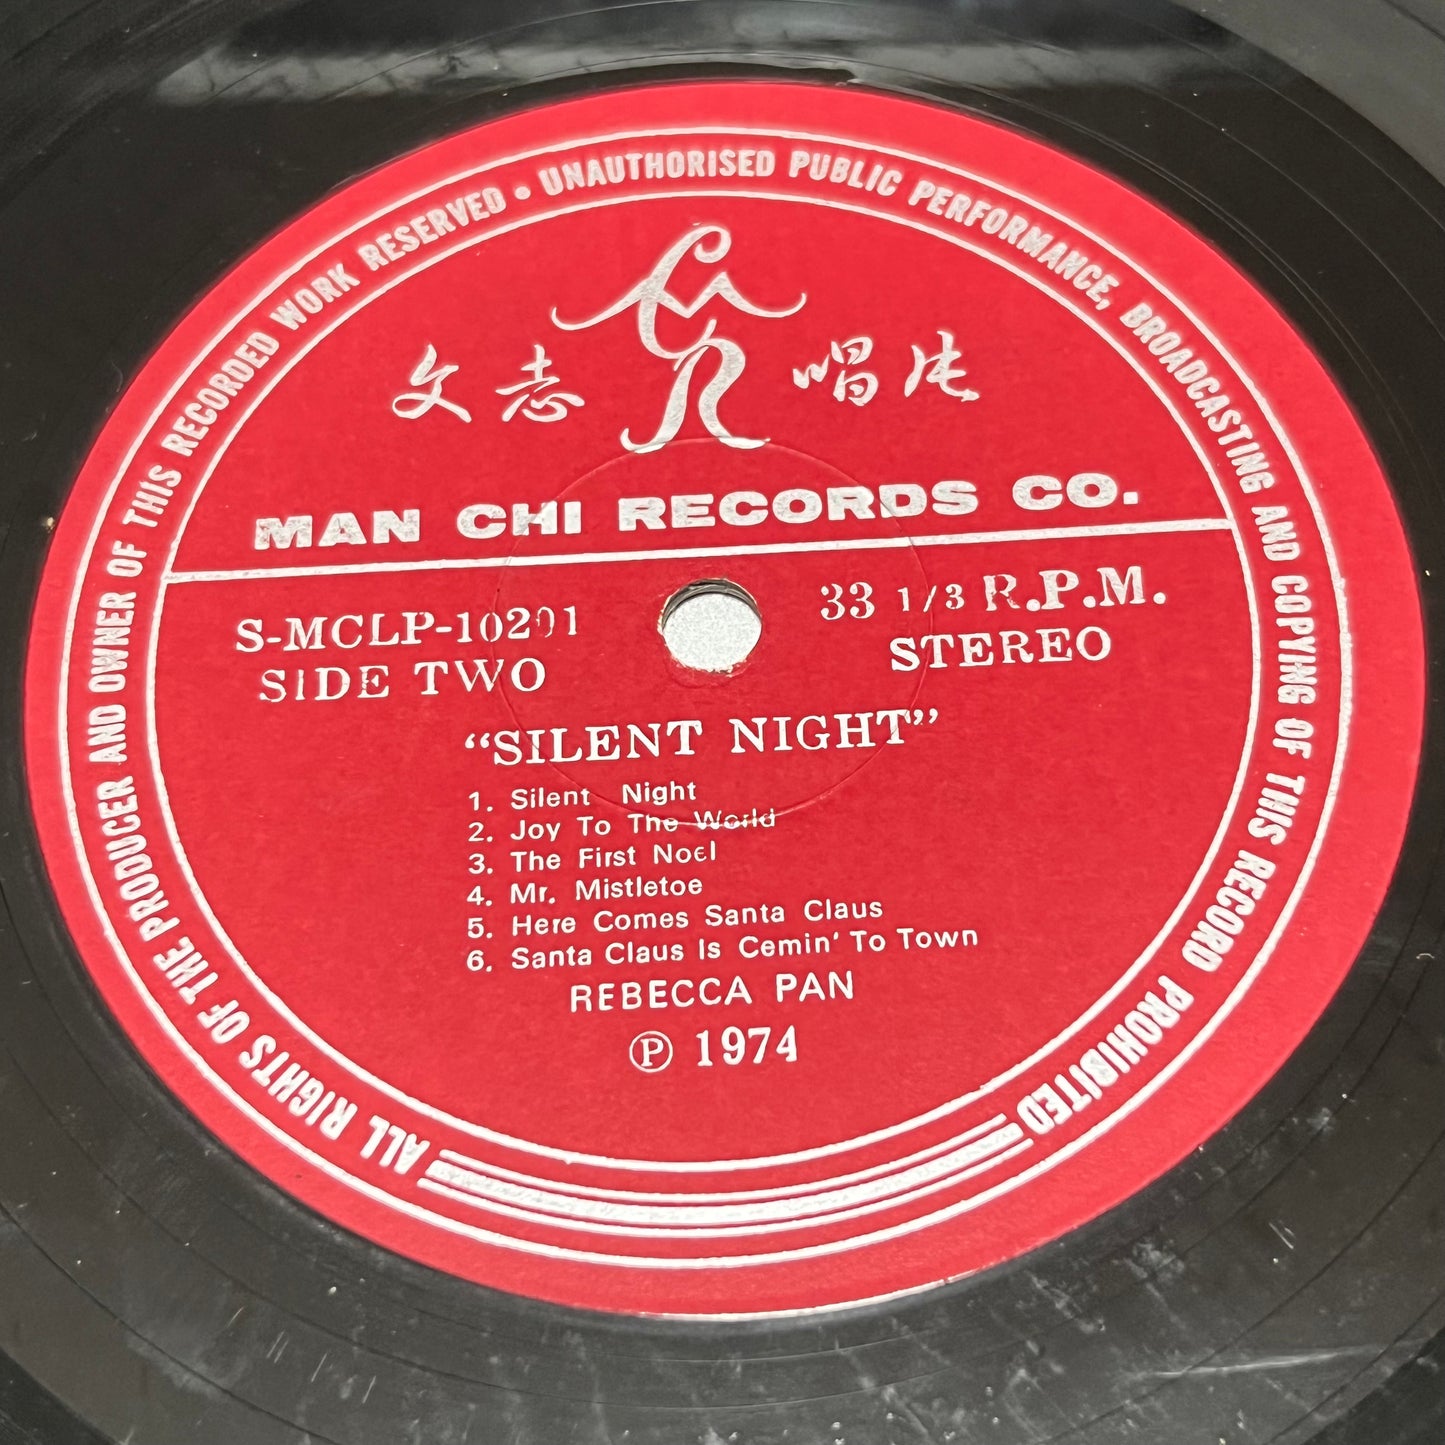 ALL RIGHTS OF THE PRODUCER AND OWNER OF THIS RECORDED WORK RESERVED • UNAUTHORISED PUBLIC PERFORMANCE, BROADCASTING AND COPYING OF THIS RECORD PROHIBITED
文志 唱片
MAN CHI RECORDS CO.
S-MCLP-10201 33 1/3 R.P.M.
SIDE TWO STEREO
“SILENT NIGHT”
1. Silent Night
2. Joy To The World
3. The First Noel
4. Mr. Mistletoe
5. Here Comes Santa Claus
6. Santa Claus Is Cemin' To Town
REBECCA PAN
Ⓟ 1974